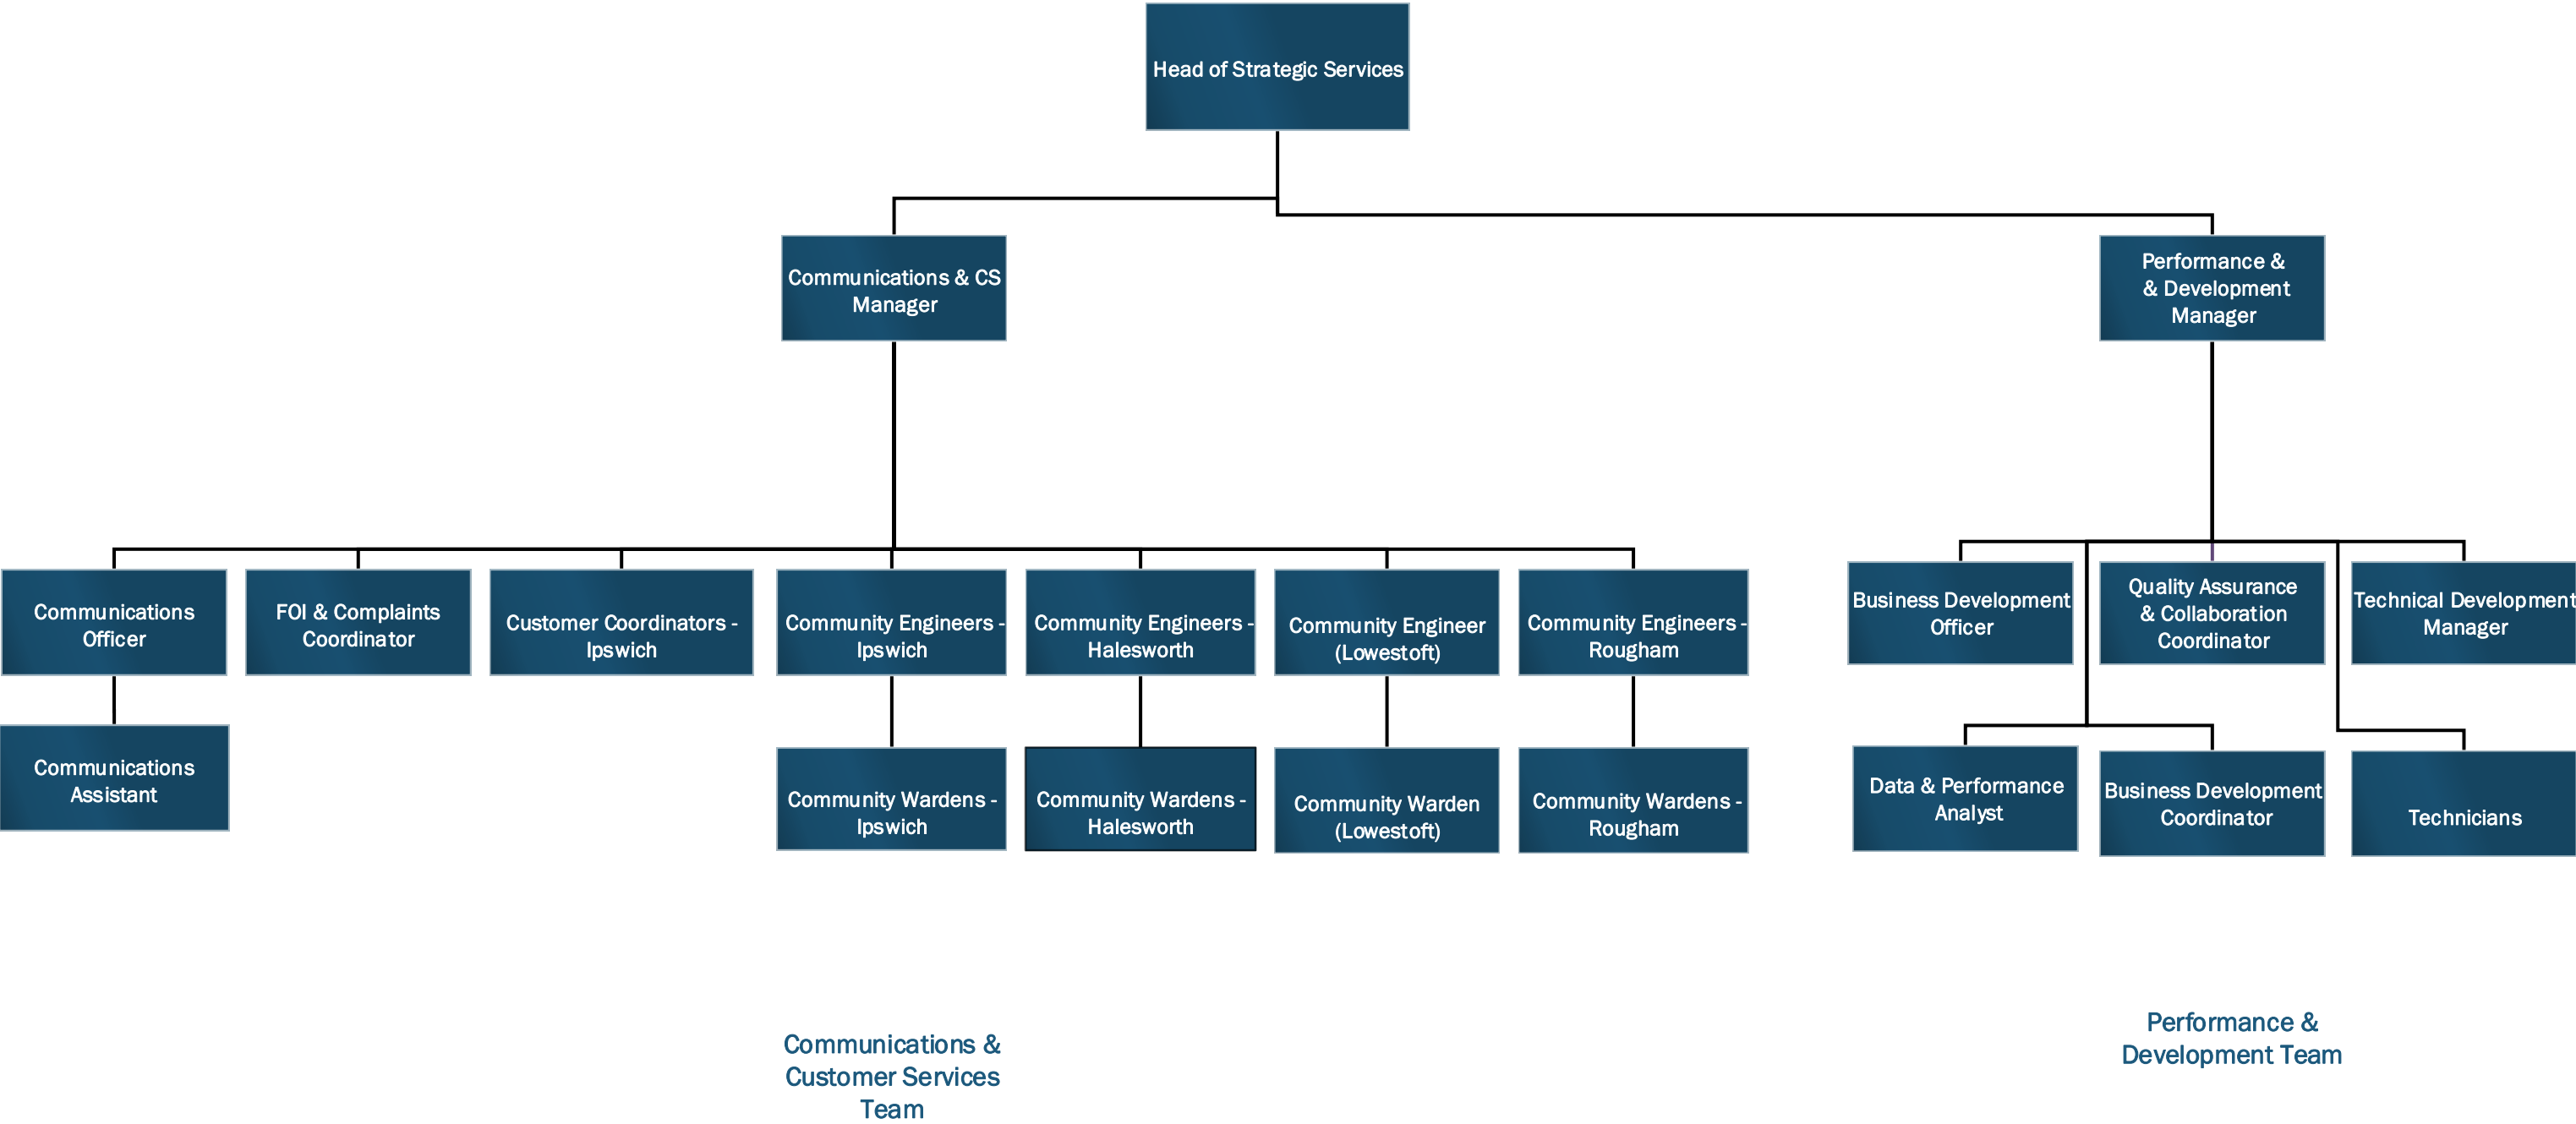 Head of Strategic Services
Communications & CS
Manager
Performance &
& Development
Manager
Communications
Officer
FOI & Complaints
Coordinator
Customer Coordinators -
Ipswich
Community Engineers -
Ipswich
Community Engineers -
Halesworth
Community Engineer
(Lowestoft)
Community Engineers -
Rougham
Business Development
Officer
Quality Assurance
& Collaboration
Coordinator
Technical Development
Manager
Communications
Assistant
Community Wardens -
Ipswich
Community Wardens -
Halesworth
Community Warden
(Lowestoft)
Community Wardens -
Rougham
Data & Performance
Analyst
Business Development
Coordinator
Technicians
Communications &
Customer Services
Team
Performance &
Development Team